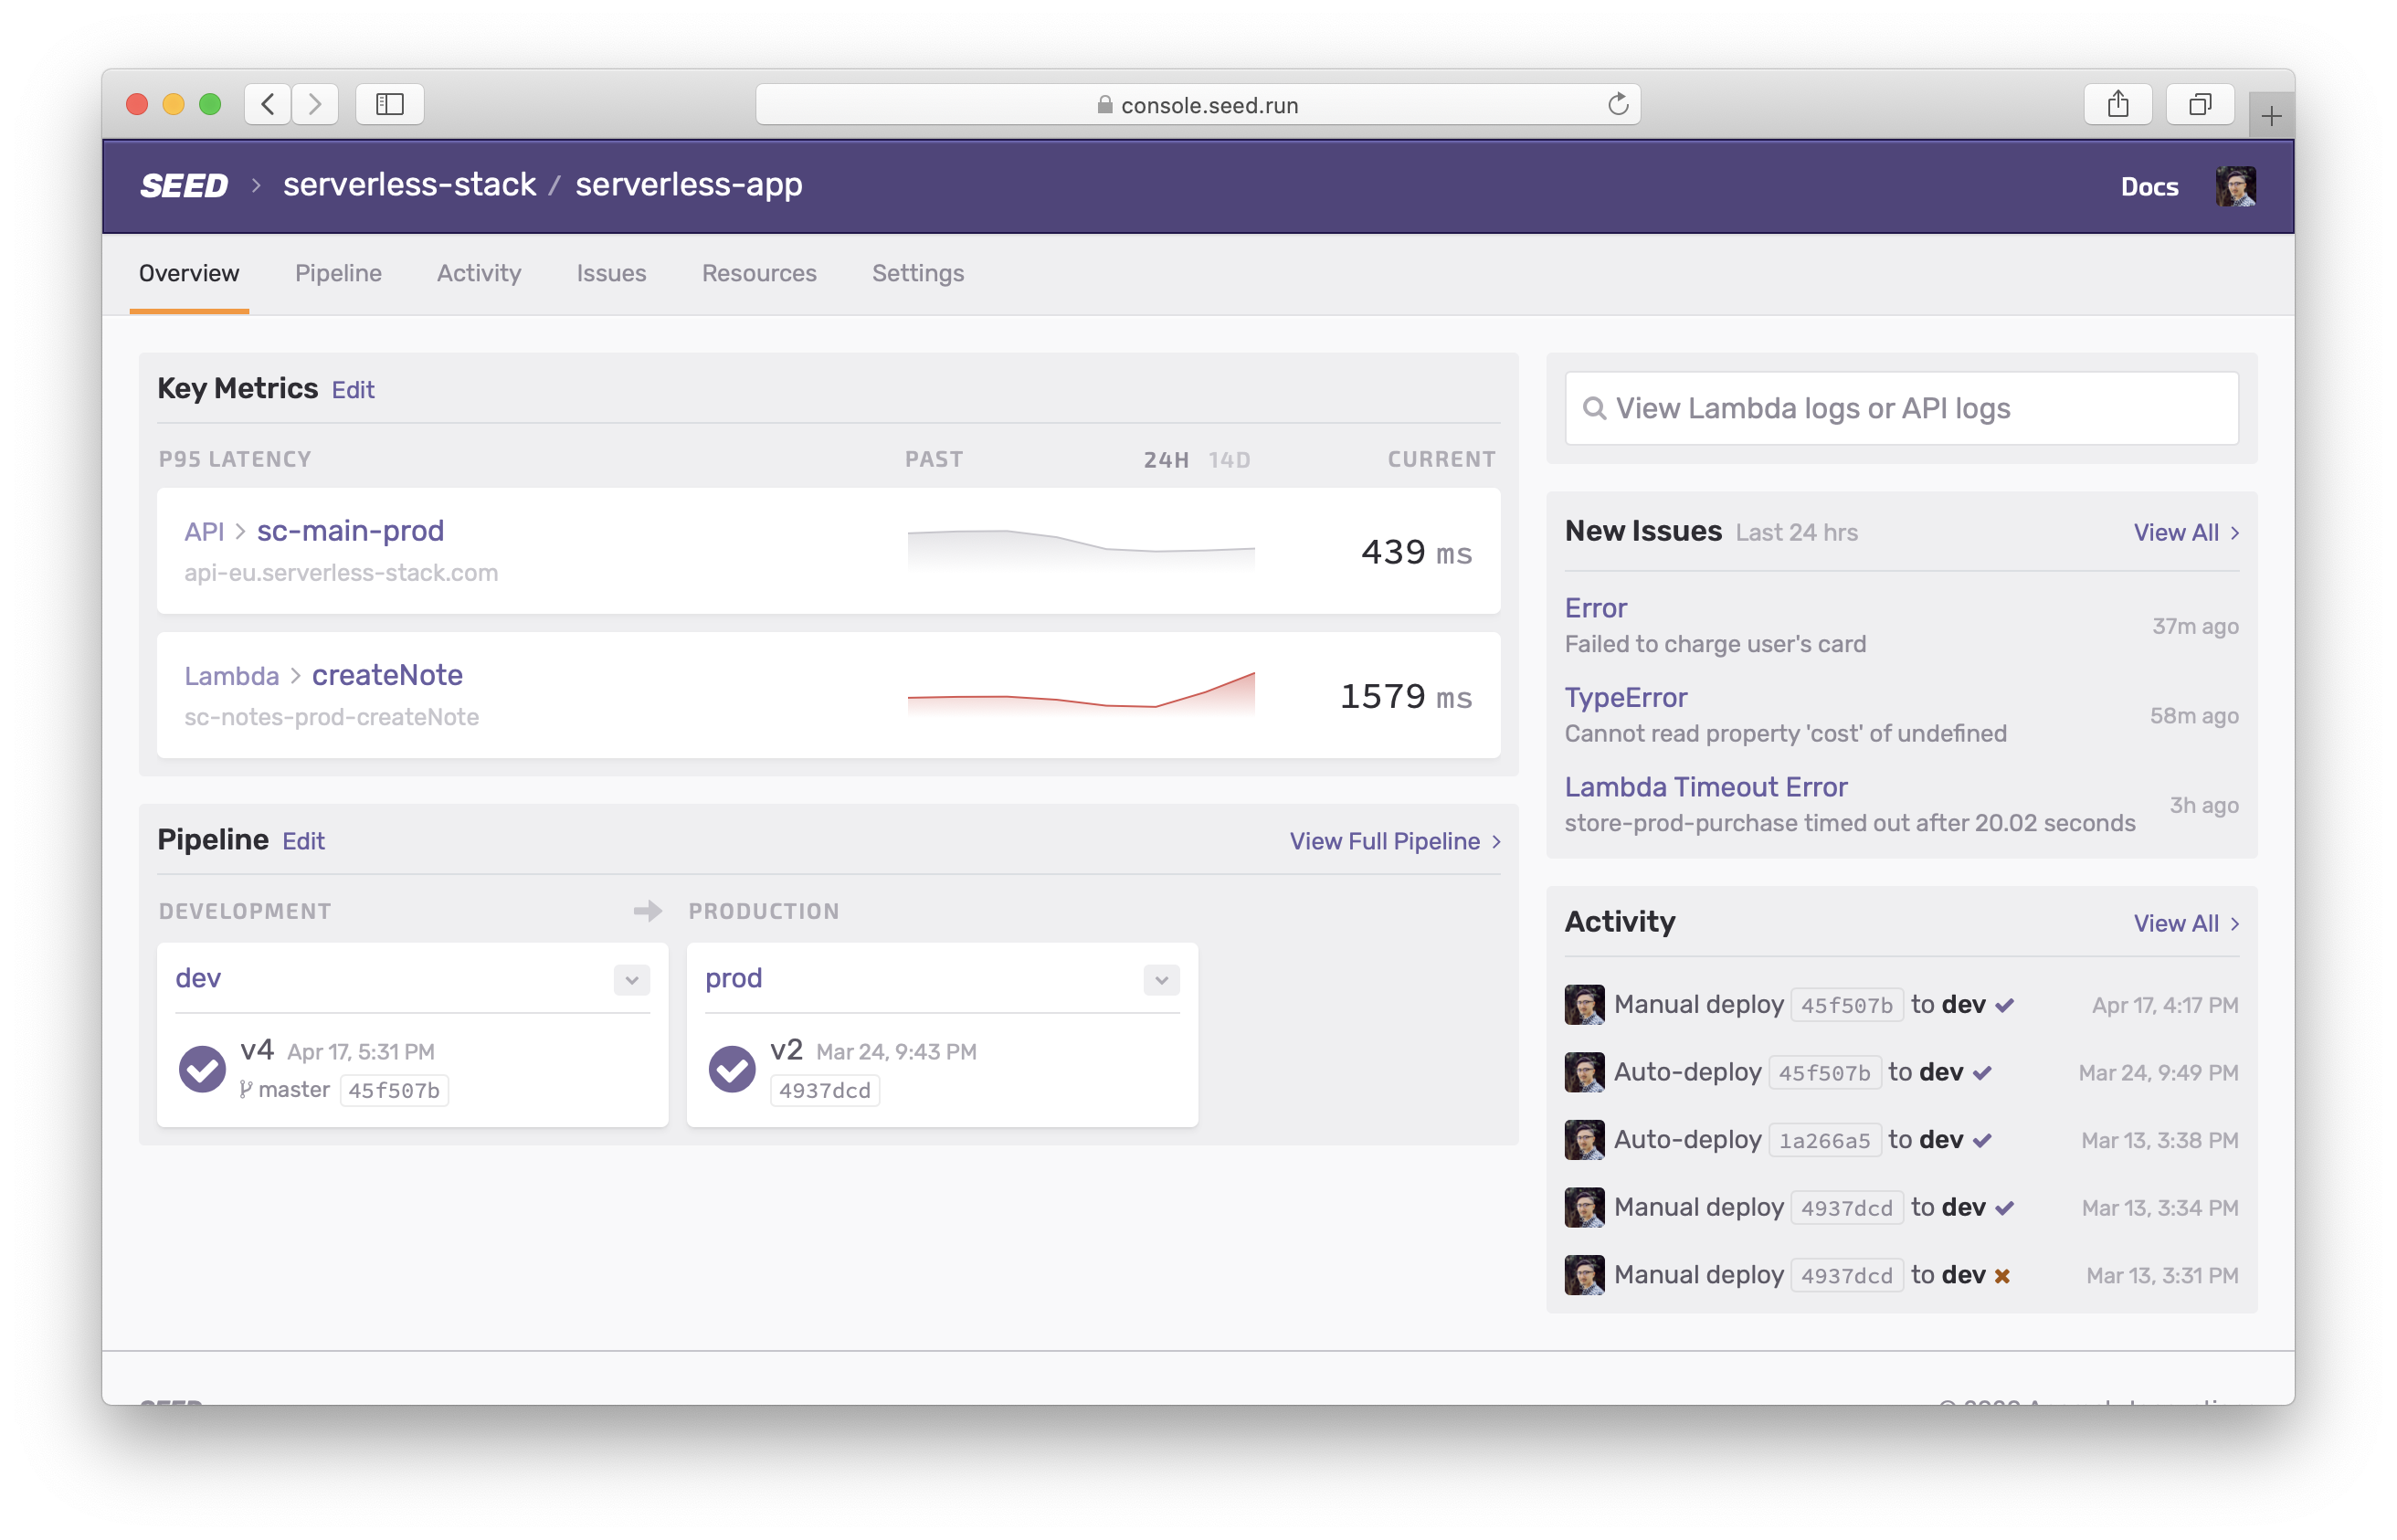 console.seed.run
SEED > serverless-stack / serverless-app
Docs
Overview Pipeline Activity Issues Resources Settings
Key Metrics Edit
P95 LATENCY PAST 24H 14D CURRENT
API > sc-main-prod
api-eu.serverless-stack.com
439 ms
Lambda > createNote
sc-notes-prod-createNote
1579 ms
Pipeline Edit
View Full Pipeline >
DEVELOPMENT PRODUCTION
dev
v4 Apr 17, 5:31 PM
master 45f507b
prod
v2 Mar 24, 9:43 PM
4937dcd
View Lambda logs or API logs
New Issues Last 24 hrs View All >
Error
Failed to charge user's card
37m ago
TypeError
Cannot read property 'cost' of undefined
58m ago
Lambda Timeout Error
store-prod-purchase timed out after 20.02 seconds
3h ago
Activity View All >
Manual deploy 45f507b to dev Apr 17, 4:17 PM
Auto-deploy 45f507b to dev Mar 24, 9:49 PM
Auto-deploy 1a266a5 to dev Mar 13, 3:38 PM
Manual deploy 4937dcd to dev Mar 13, 3:34 PM
Manual deploy 4937dcd to dev Mar 13, 3:31 PM
SEED